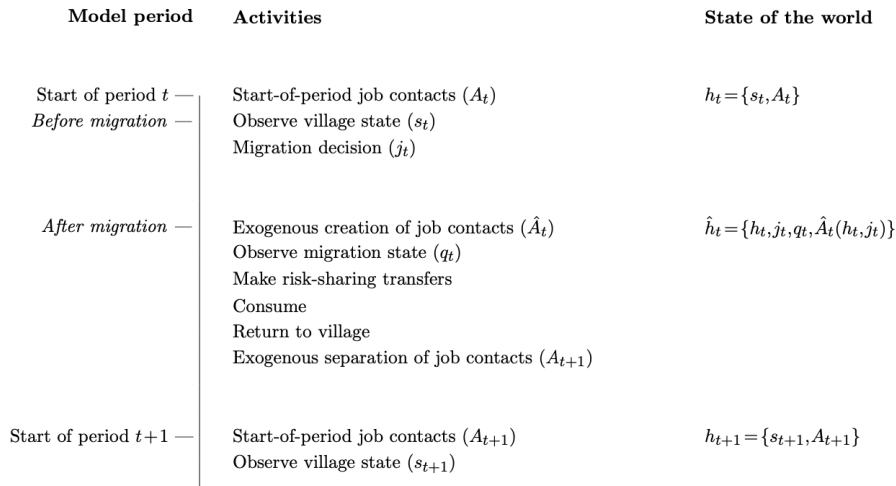 Model period Activities State of the world
Start of period t — Start-of-period job contacts (A_t) h_t={s_t,A_t}
Before migration — Observe village state (s_t)
Migration decision (j_t)
After migration — Exogenous creation of job contacts (Â_t) ĥ_t={h_t,j_t,q_t,Â_t(h_t,j_t)}
Observe migration state (q_t)
Make risk-sharing transfers
Consume
Return to village
Exogenous separation of job contacts (A_{t+1})
Start of period t+1 — Start-of-period job contacts (A_{t+1}) h_{t+1}={s_{t+1},A_{t+1}}
Observe village state (s_{t+1})